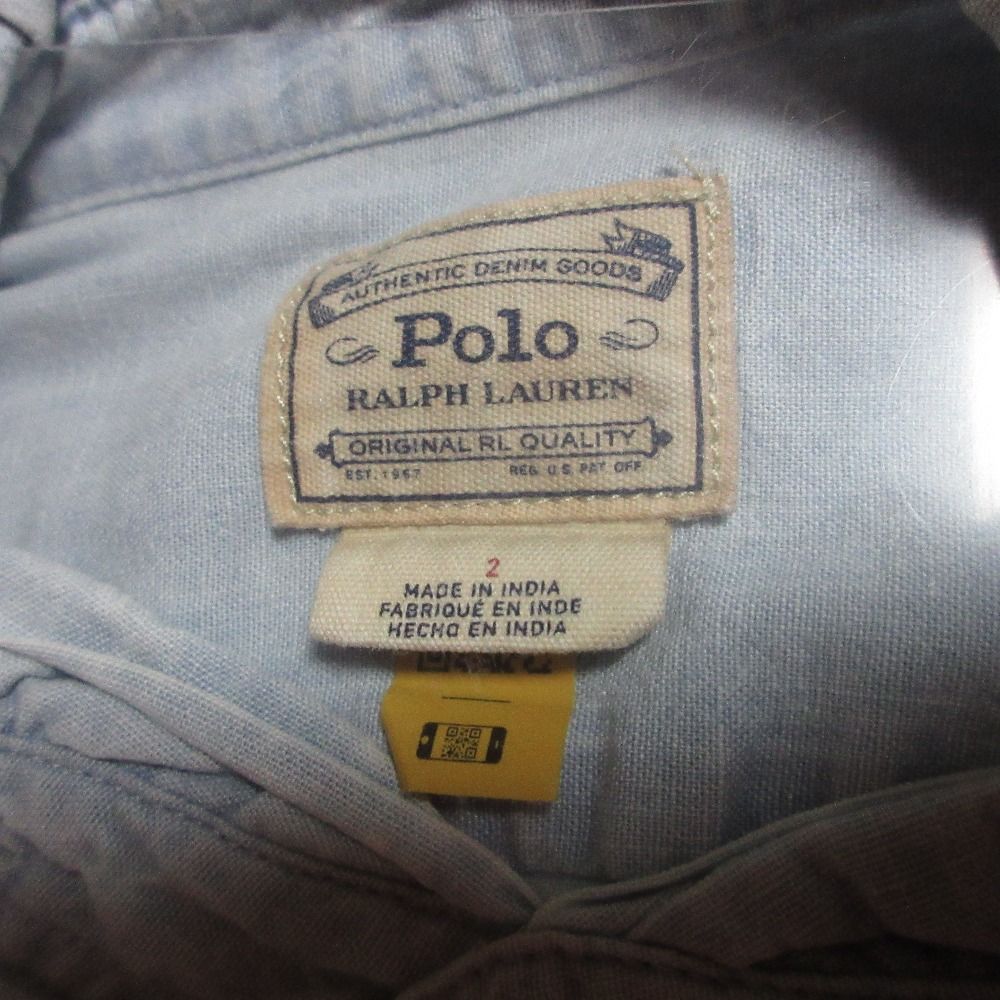 AUTHENTIC DENIM GOODS
Polo
RALPH LAUREN
ORIGINAL RL QUALITY
EST. 1967 REG. U.S. PAT. OFF
2
MADE IN INDIA
FABRIQUÉ EN INDE
HECHO EN INDIA